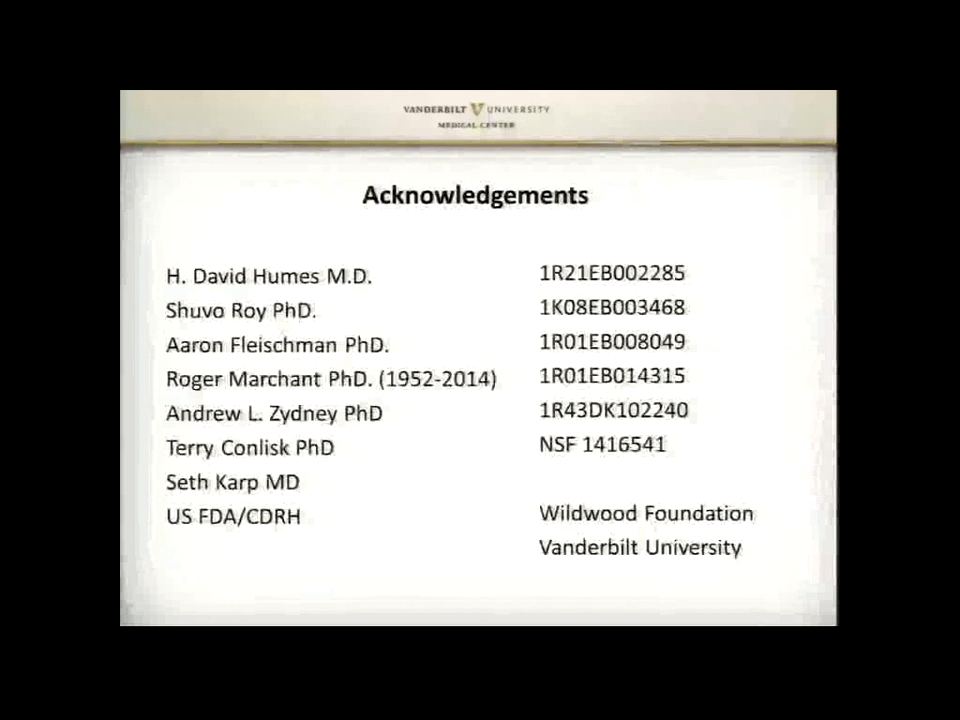 VANDERBILT UNIVERSITY
MEDICAL CENTER
Acknowledgements
H. David Humes M.D.
Shuvo Roy PhD.
Aaron Fleischman PhD.
Roger Marchant PhD. (1952-2014)
Andrew L. Zydney PhD
Terry Conlisk PhD
Seth Karp MD
US FDA/CDRH
1R21EB002285
1K08EB003468
1R01EB008049
1R01EB014315
1R43DK102240
NSF 1416541
Wildwood Foundation
Vanderbilt University